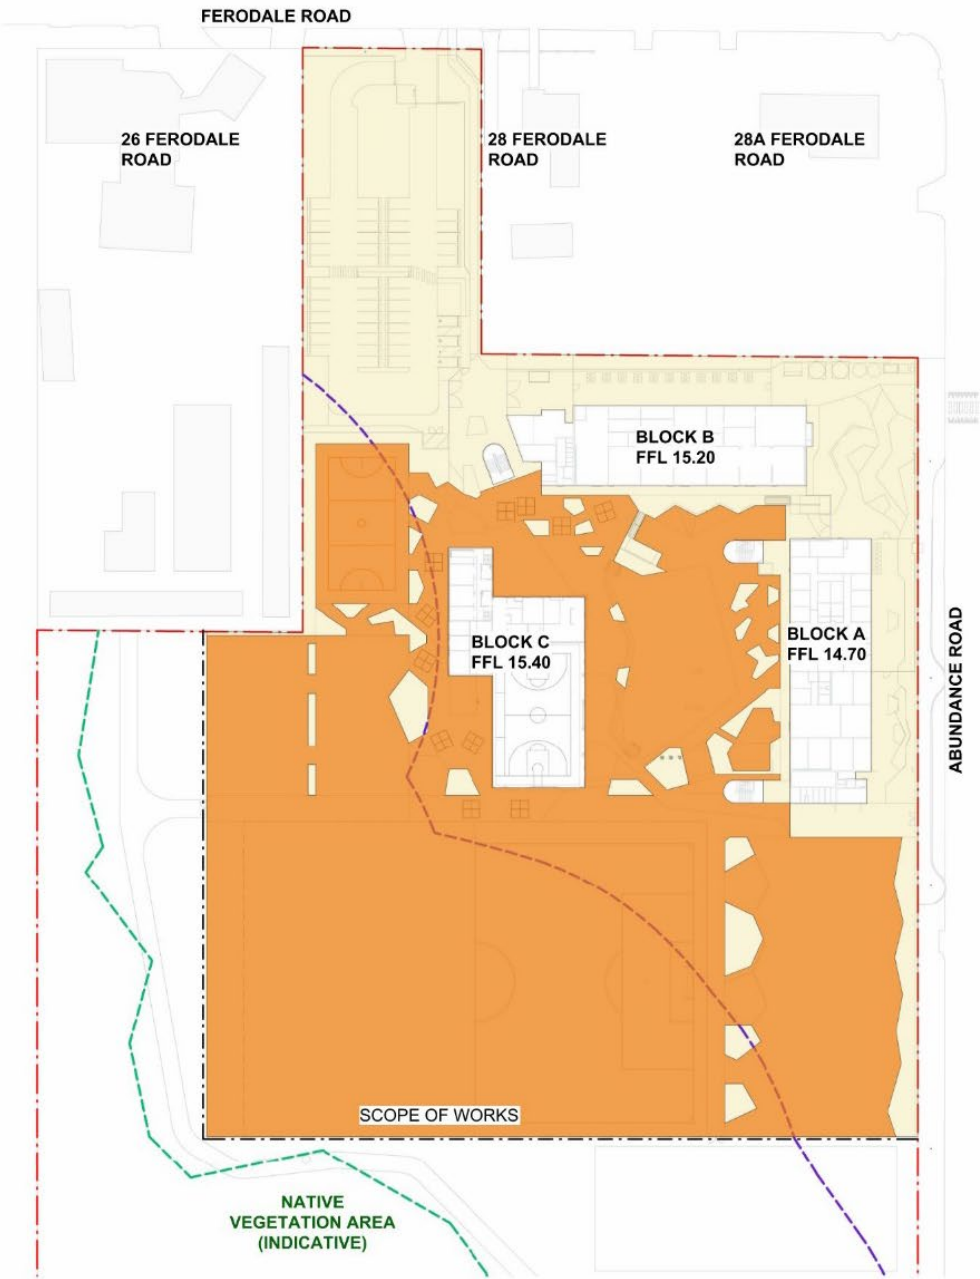 FERODALE ROAD
26 FERODALE
ROAD
28 FERODALE
ROAD
28A FERODALE
ROAD
BLOCK B
FFL 15.20
BLOCK C
FFL 15.40
BLOCK A
FFL 14.70
ABUNDANCE ROAD
SCOPE OF WORKS
NATIVE
VEGETATION AREA
(INDICATIVE)